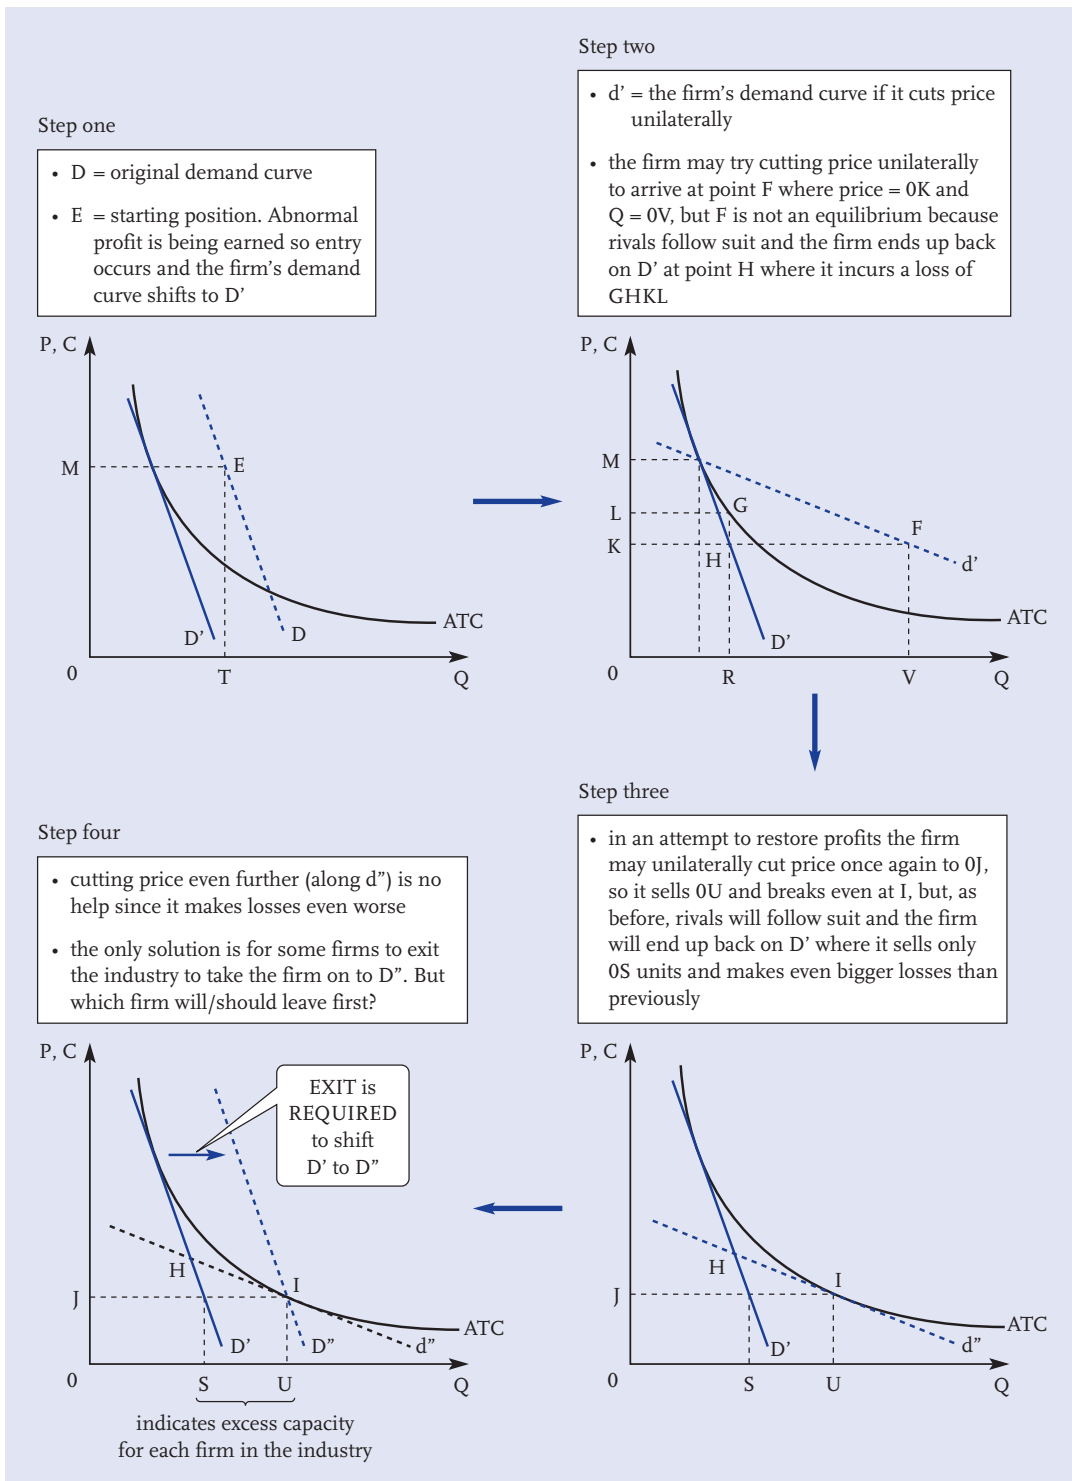 Step one
• D = original demand curve
• E = starting position. Abnormal
profit is being earned so entry
occurs and the firm's demand
curve shifts to D’
P, C
M
E
D’
D
ATC
0
T
Q
Step two
• d’ = the firm's demand curve if it cuts price
unilaterally
• the firm may try cutting price unilaterally
to arrive at point F where price = 0K and
Q = 0V, but F is not an equilibrium because
rivals follow suit and the firm ends up back
on D’ at point H where it incurs a loss of
GHKL
P, C
M
L
K
G
H
F
d’
D’
ATC
0
R
V
Q
Step three
• in an attempt to restore profits the firm
may unilaterally cut price once again to 0J,
so it sells 0U and breaks even at I, but, as
before, rivals will follow suit and the firm
will end up back on D’ where it sells only
0S units and makes even bigger losses than
previously
P, C
H
I
J
ATC
D’
d”
0
S
U
Q
Step four
• cutting price even further (along d”) is no
help since it makes losses even worse
• the only solution is for some firms to exit
the industry to take the firm on to D”. But
which firm will/should leave first?
P, C
EXIT is
REQUIRED
to shift
D’ to D”
H
I
J
ATC
D’
D”
d”
0
S
U
Q
indicates excess capacity
for each firm in the industry